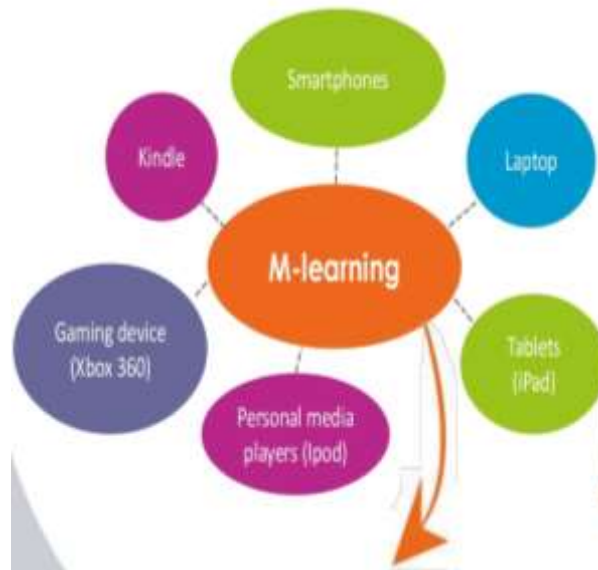 Smartphones
Kindle
Laptop
M-learning
Gaming device
(Xbox 360)
Tablets
(iPad)
Personal media
players (Ipod)